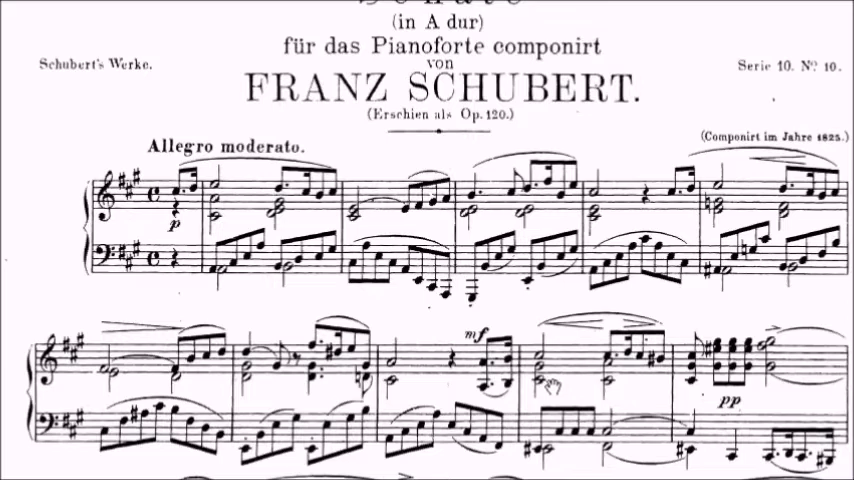 (in A dur)
für das Pianoforte componirt
von
Schubert's Werke.
Serie 10. Nº 10.
FRANZ SCHUBERT.
(Erschien als Op. 120.)
Allegro moderato.
(Componirt im Jahre 1825.)
p
mf
pp